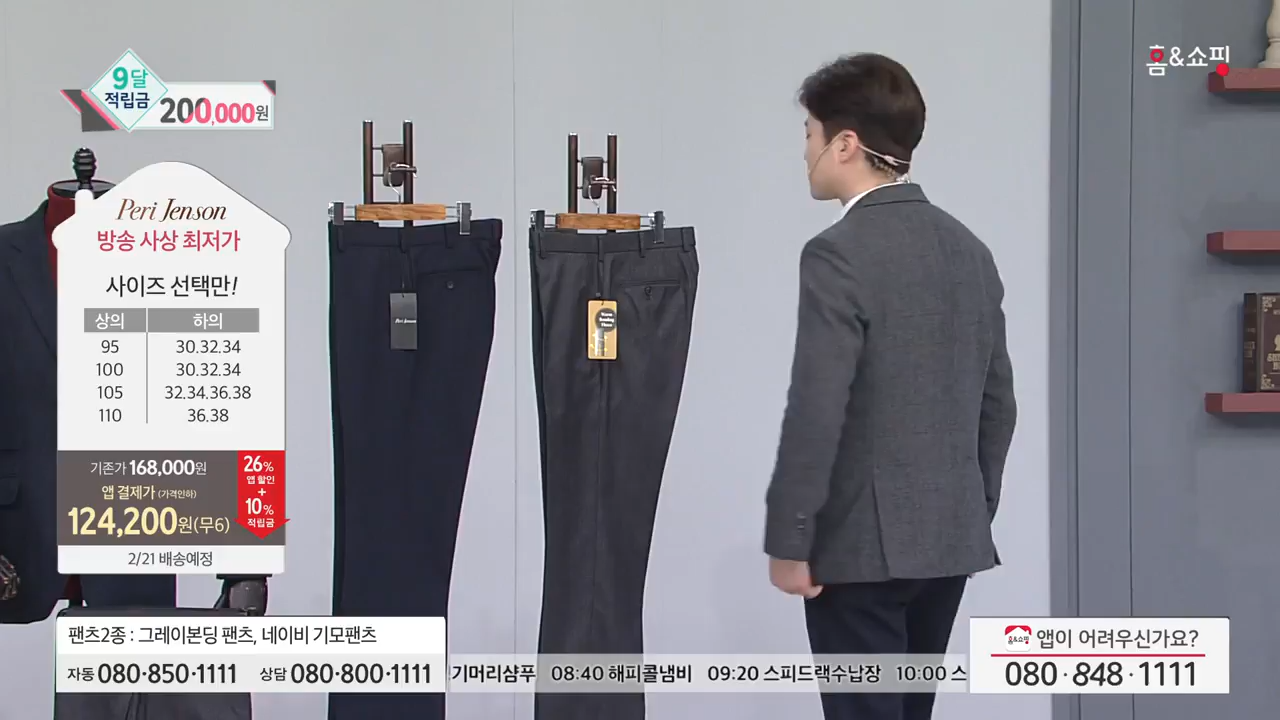 9달
적립금
200,000원
홈&쇼핑
Peri Jenson
방송 사상 최저가
사이즈 선택만!
상의 하의
95 30.32.34
100 30.32.34
105 32.34.36.38
110 36.38
기존가 168,000원
앱 결제가 (가격인하)
124,200원(무6)
26%
앱 할인
+
10%
적립금
2/21 배송예정
Peri Jenson
Warm
Bonding
팬츠2종 : 그레이본딩 팬츠, 네이비 기모팬츠
자동 080·850·1111 상담 080·800·1111
기머리샴푸 08:40 해피콜냄비 09:20 스피드랙수납장 10:00 스
홈&쇼핑 앱이 어려우신가요?
080·848·1111